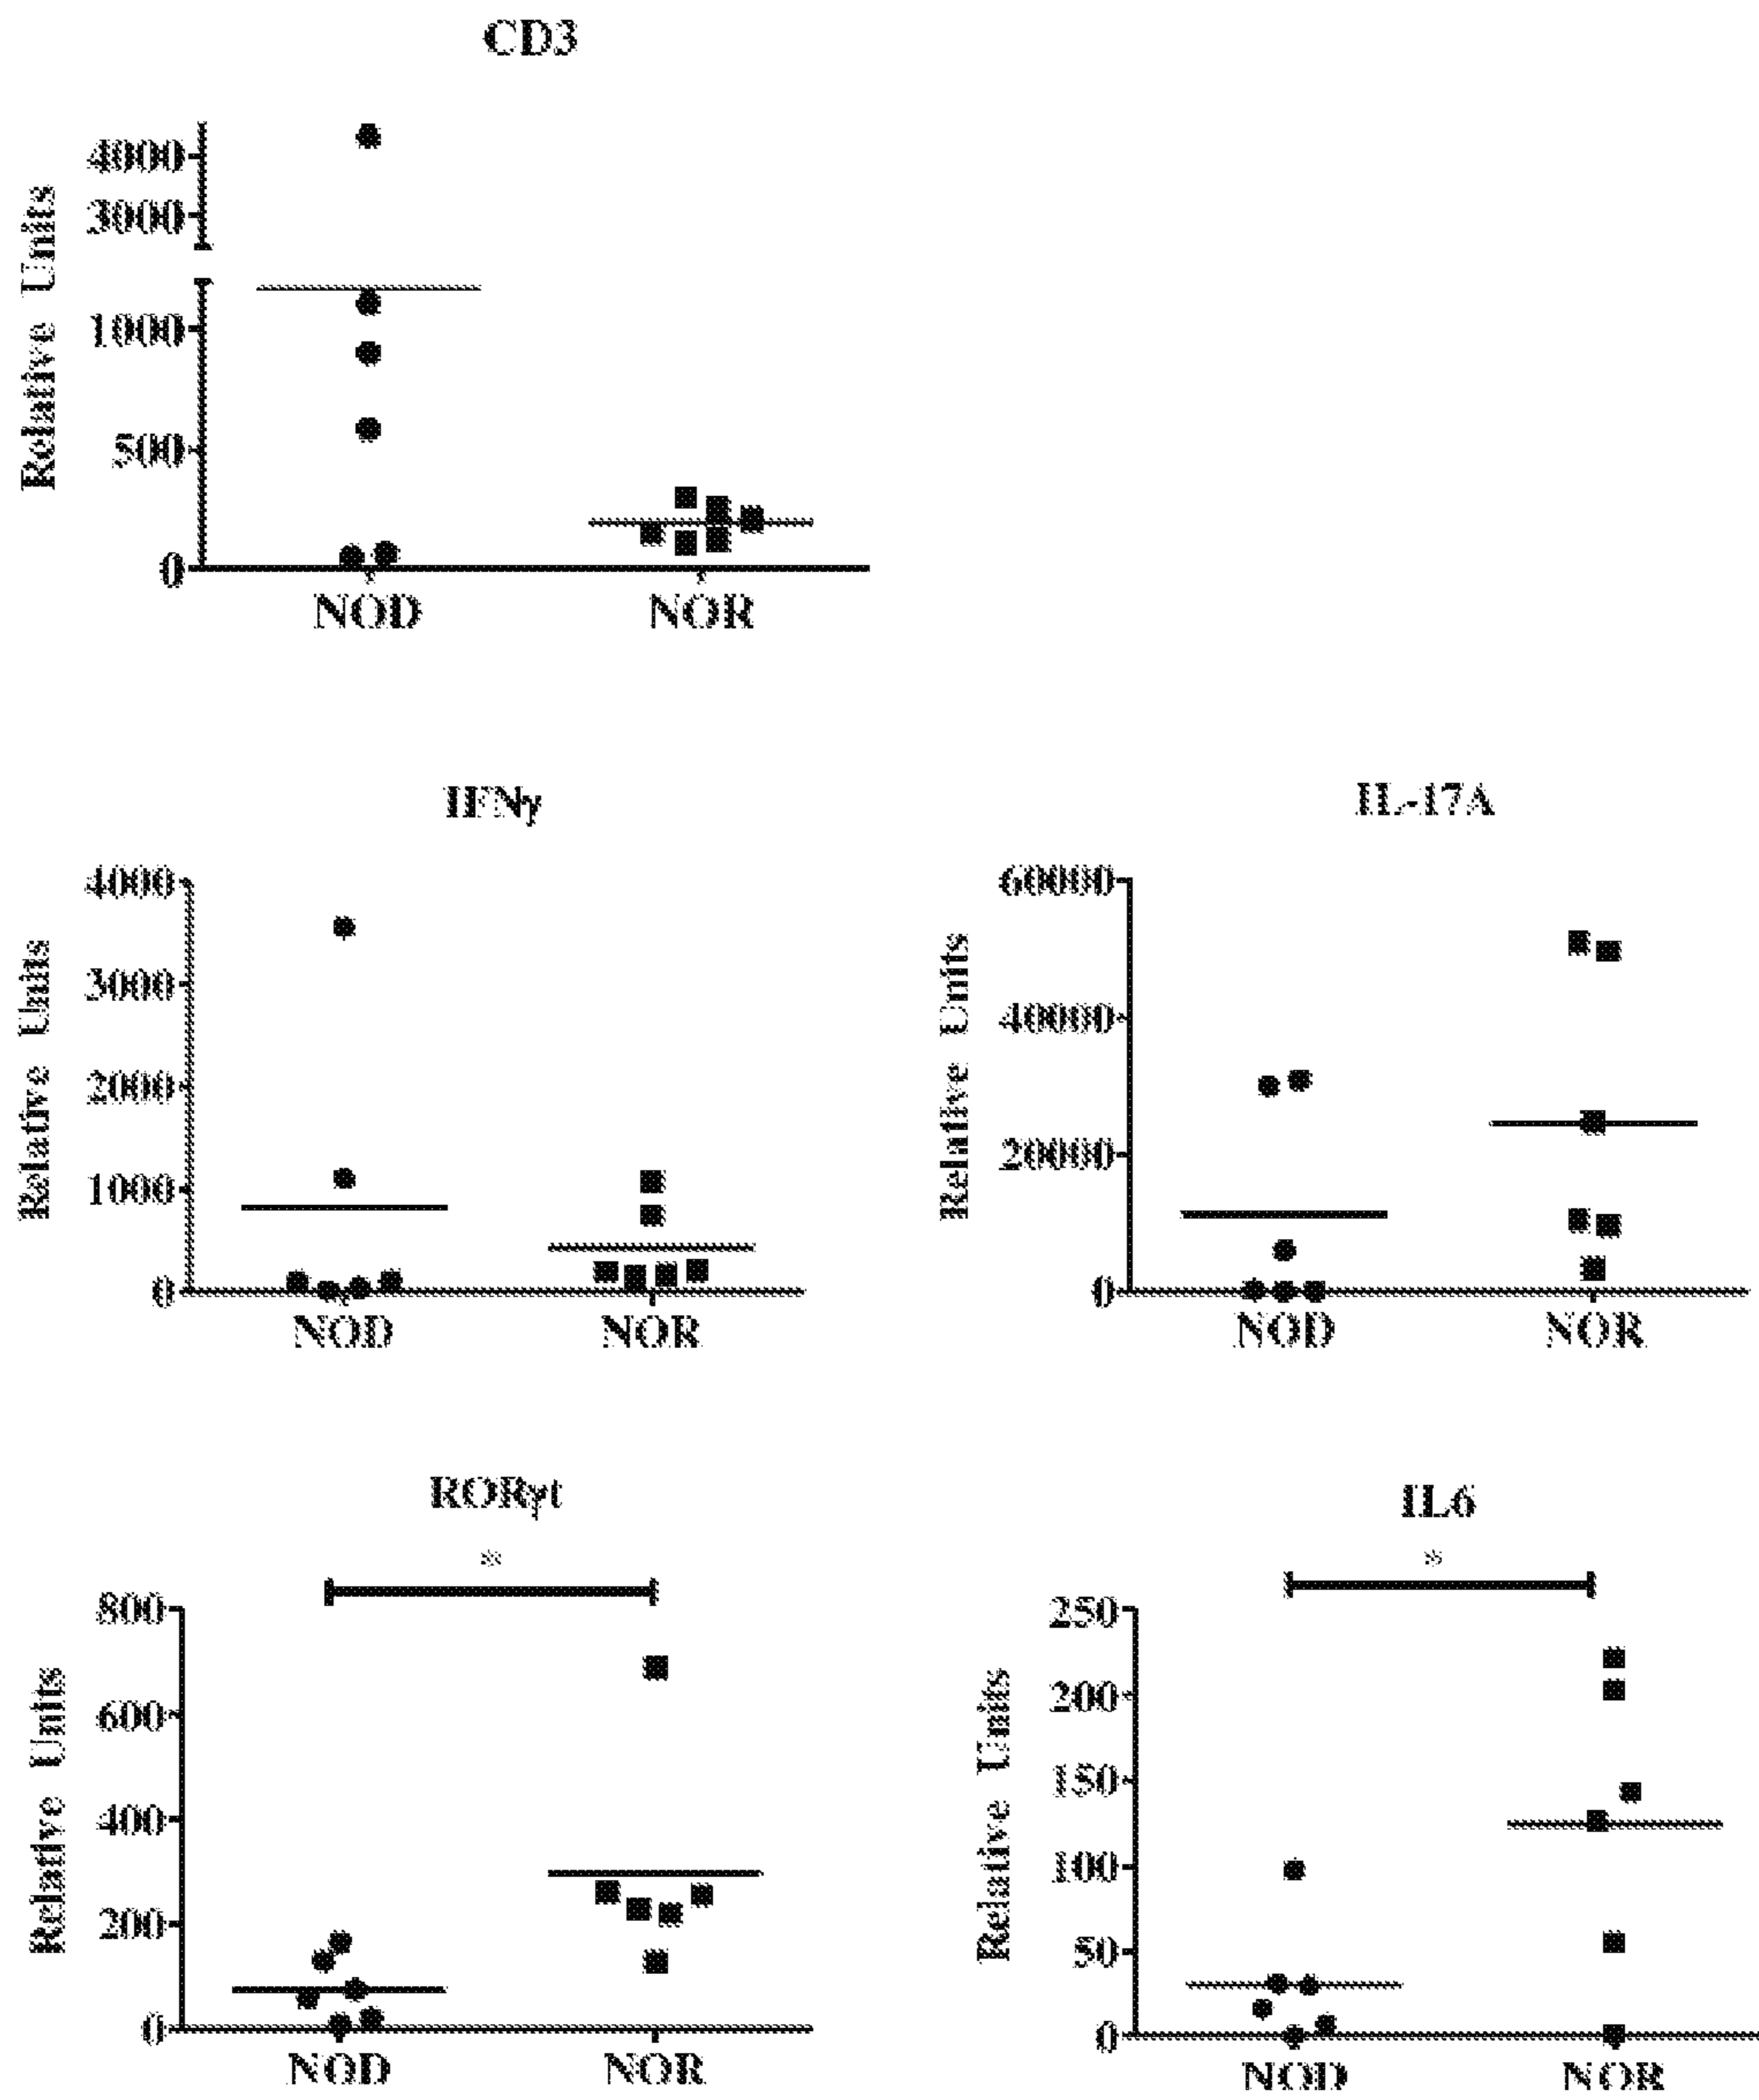 CD3
Relative Units
4000
3000
1000
500
0
NOD NOR
IFNγ
Relative Units
4000
3000
2000
1000
0
NOD NOR
IL-17A
Relative Units
60000
40000
20000
0
NOD NOR
RORγt
*
Relative Units
800
600
400
200
0
NOD NOR
IL6
*
Relative Units
250
200
150
100
50
0
NOD NOR